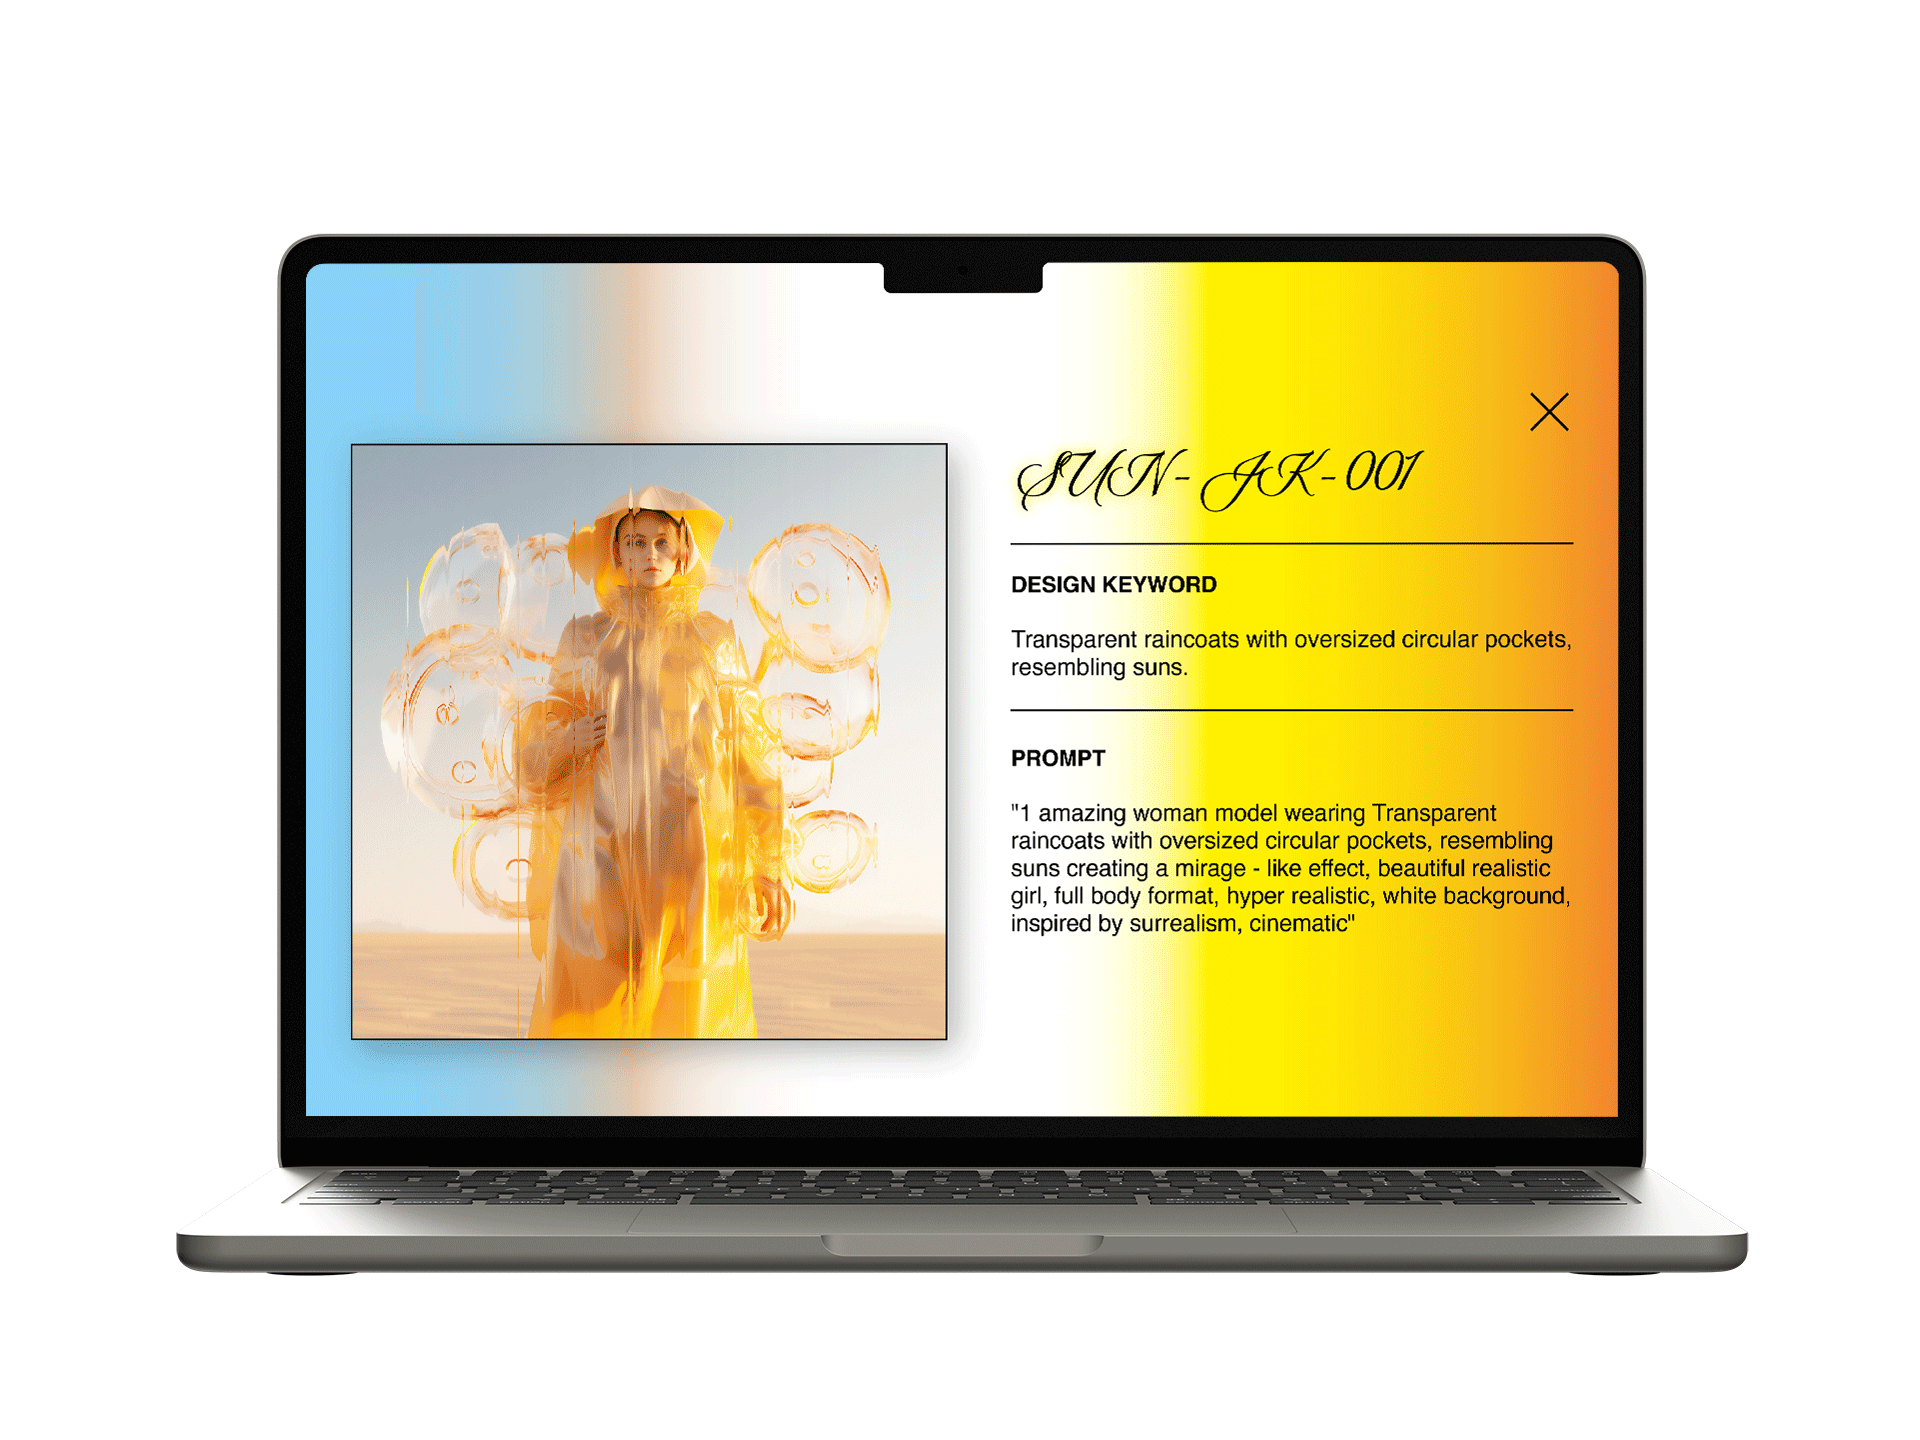 SUN-JK-001
DESIGN KEYWORD
Transparent raincoats with oversized circular pockets,
resembling suns.
PROMPT
"1 amazing woman model wearing Transparent
raincoats with oversized circular pockets, resembling
suns creating a mirage - like effect, beautiful realistic
girl, full body format, hyper realistic, white background,
inspired by surrealism, cinematic"